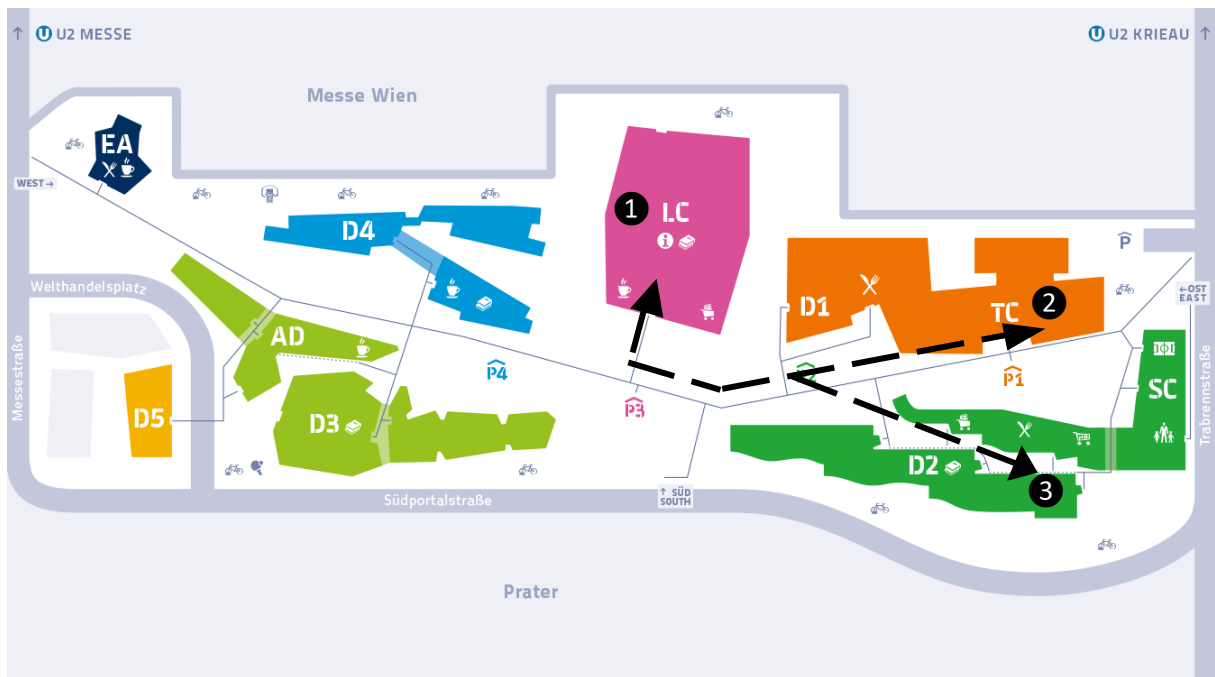 ↑ U U2 MESSE
U U2 KRIEAU ↑
Messe Wien
EA
WEST→
D4
1
LC
i
P
←OST
EAST
Welthandelsplatz
D1
TC
2
AD
P4
P1
P3
SC
D5
D3
D2
3
Messestraße
Trabrennstraße
↑ SÜD
SOUTH
Südportalstraße
Prater